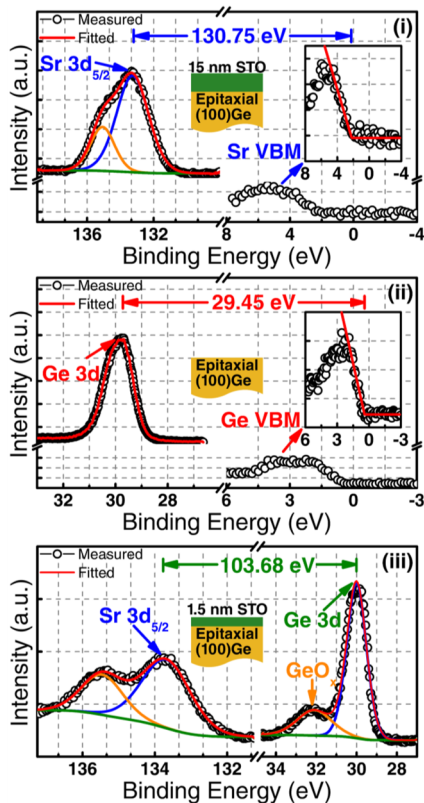 Measured
Fitted
(i)
130.75 eV
Sr 3d5/2
15 nm STO
Epitaxial
(100)Ge
Sr VBM
8 4 0 -4
Intensity (a.u.)
136 132 8 4 0 -4
Binding Energy (eV)
Measured
Fitted
(ii)
29.45 eV
Ge 3d
Epitaxial
(100)Ge
Ge VBM
6 3 0 -3
Intensity (a.u.)
32 30 28 6 3 0 -3
Binding Energy (eV)
Measured
Fitted
(iii)
103.68 eV
Sr 3d5/2
1.5 nm STO
Epitaxial
(100)Ge
Ge 3d
GeOx
Intensity (a.u.)
136 134 34 32 30 28
Binding Energy (eV)